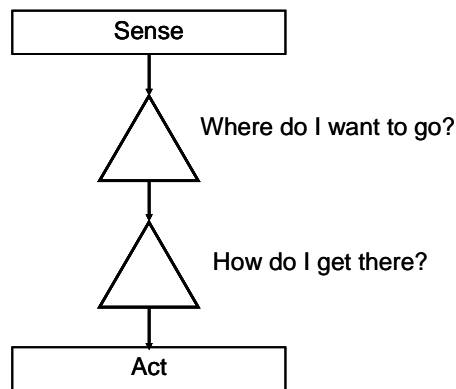 Sense
Where do I want to go?
How do I get there?
Act